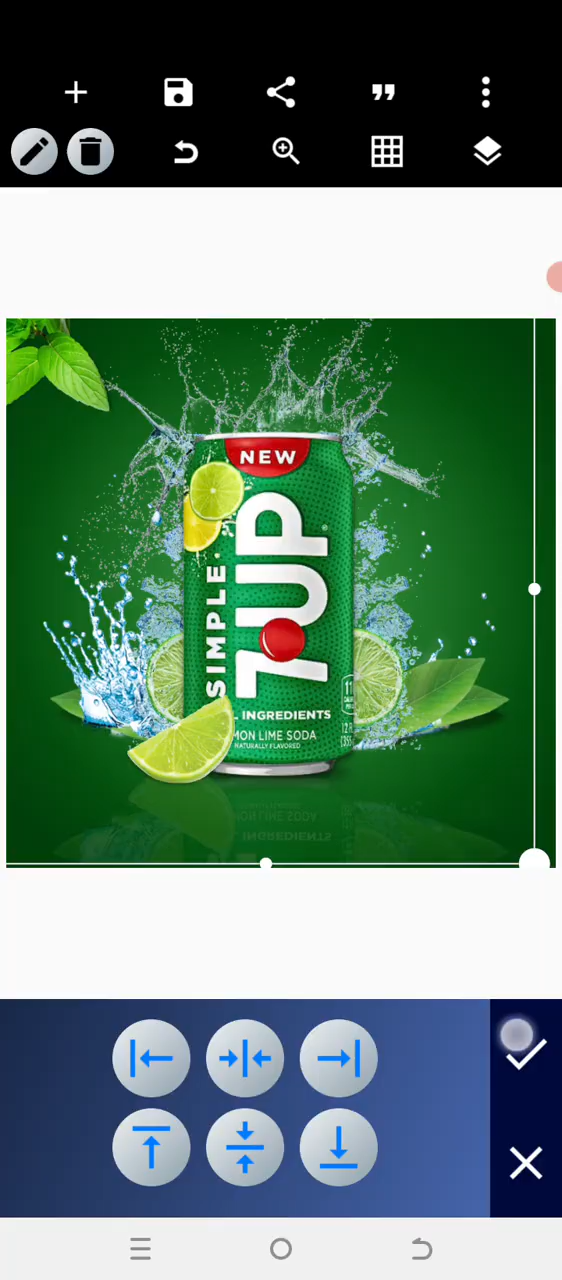 NEW
7UP
SIMPLE
INGREDIENTS
MON LIME SODA
NATURALLY FLAVORED